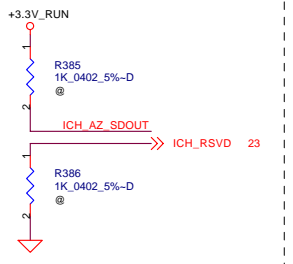 +3.3V_RUN
1
R385
1K_0402_5%~D
@
2
ICH_AZ_SDOUT
ICH_RSVD 23
1
R386
1K_0402_5%~D
@
2